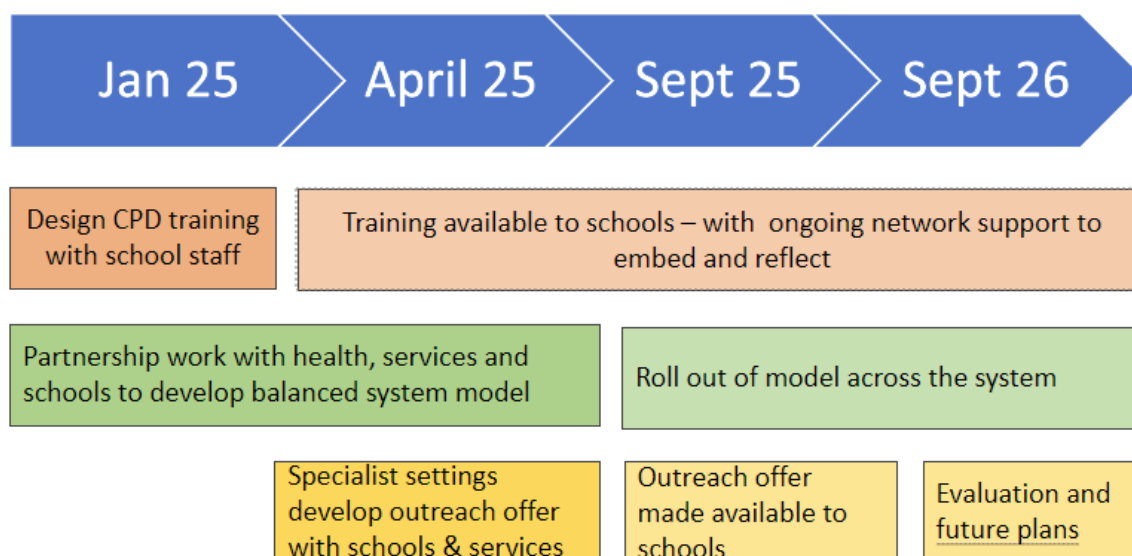 Jan 25
April 25
Sept 25
Sept 26
Design CPD training
with school staff
Training available to schools – with ongoing network support to
embed and reflect
Partnership work with health, services and
schools to develop balanced system model
Roll out of model across the system
Specialist settings
develop outreach offer
with schools & services
Outreach offer
made available to
schools
Evaluation and
future plans